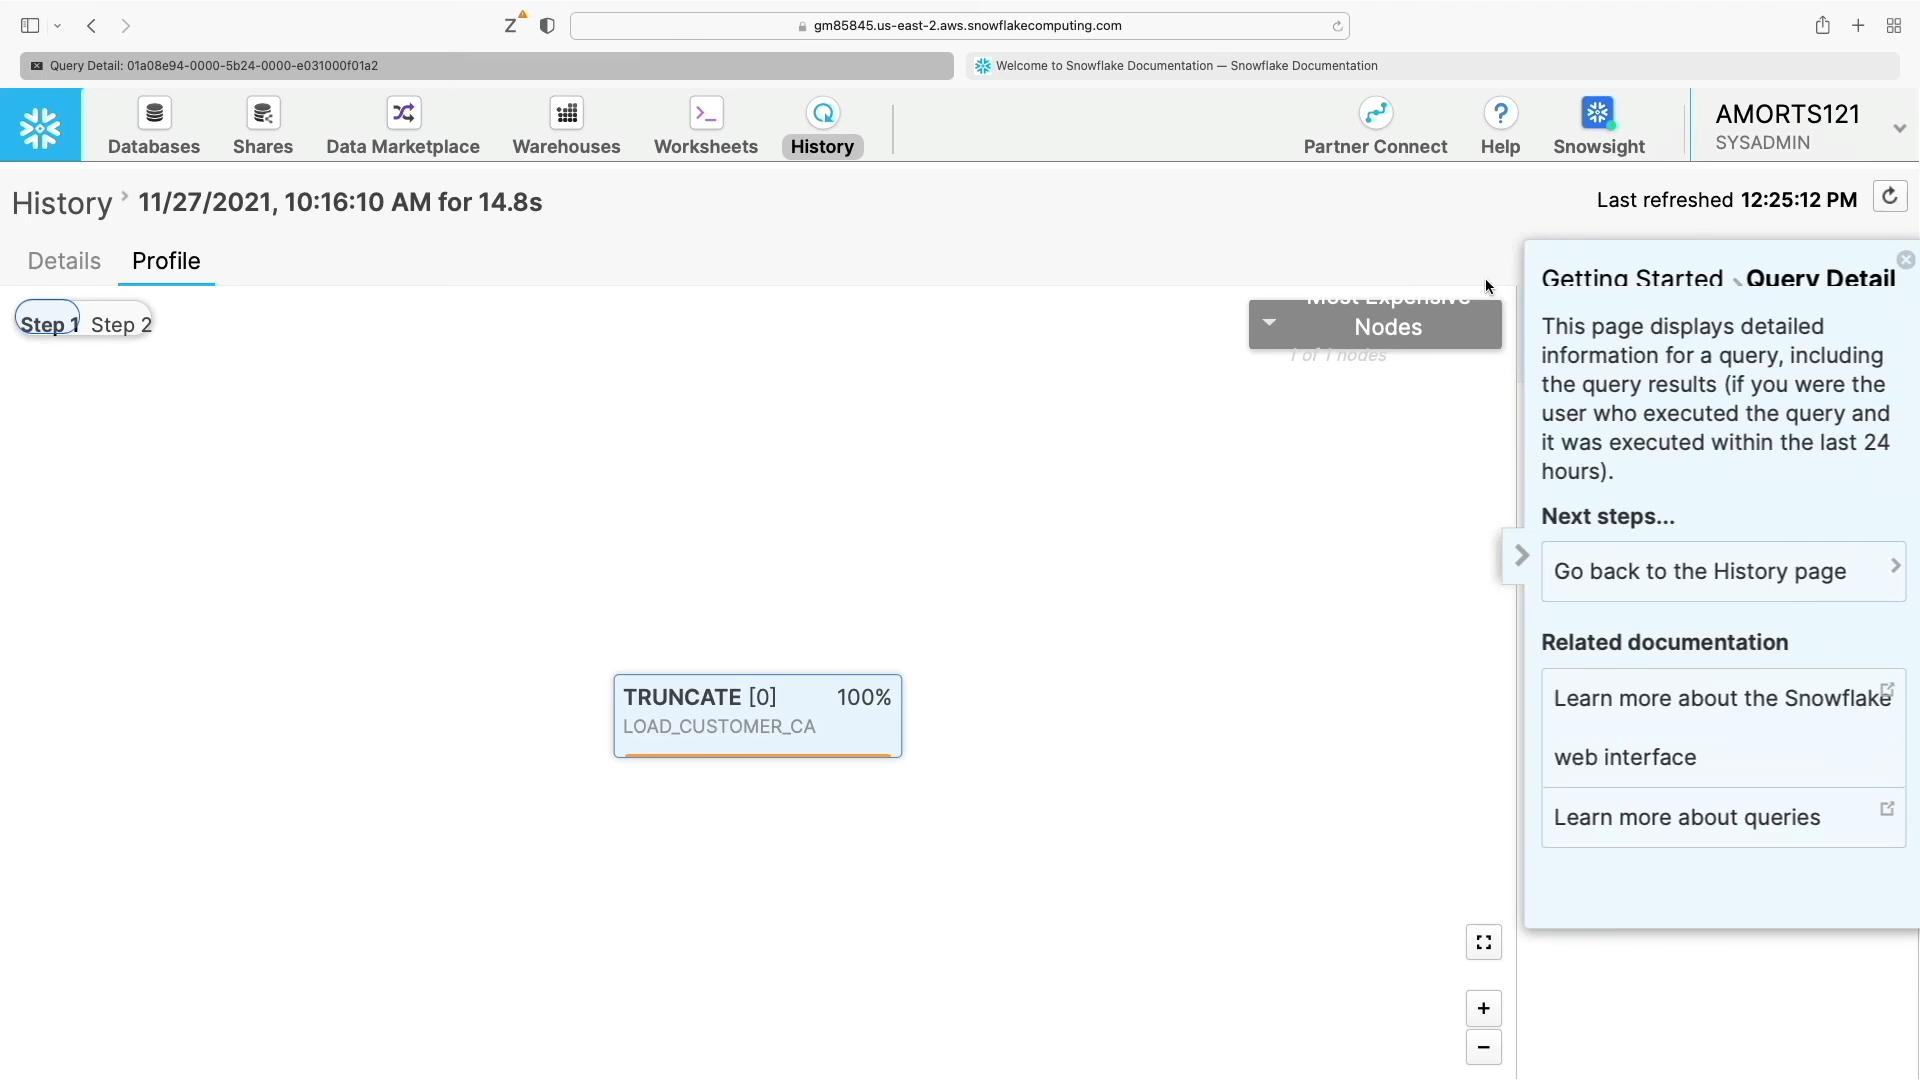 gm85845.us-east-2.aws.snowflakecomputing.com
Query Detail: 01a08e94-0000-5b24-0000-e031000f01a2
Welcome to Snowflake Documentation — Snowflake Documentation
Databases
Shares
Data Marketplace
Warehouses
Worksheets
History
Partner Connect
Help
Snowsight
AMORTS121
SYSADMIN
History
11/27/2021, 10:16:10 AM for 14.8s
Last refreshed 12:25:12 PM
Details
Profile
Step 1
Step 2
Most Expensive
Nodes
1 of 1 nodes
TRUNCATE [0]
100%
LOAD_CUSTOMER_CA
Getting Started
Query Detail
This page displays detailed
information for a query, including
the query results (if you were the
user who executed the query and
it was executed within the last 24
hours).
Next steps...
Go back to the History page
Related documentation
Learn more about the Snowflake
web interface
Learn more about queries